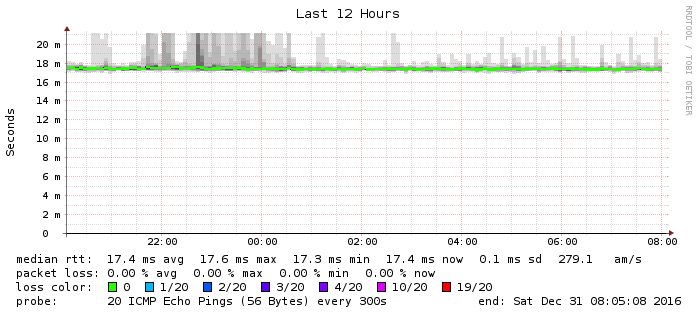 Last 12 Hours
RRDTOOL / TOBI OETIKER
Seconds
20 m
18 m
16 m
14 m
12 m
10 m
8 m
6 m
4 m
2 m
0
22:00 00:00 02:00 04:00 06:00 08:00
median rtt: 17.4 ms avg 17.6 ms max 17.3 ms min 17.4 ms now 0.1 ms sd 279.1 am/s
packet loss: 0.00 % avg 0.00 % max 0.00 % min 0.00 % now
loss color: 0 1/20 2/20 3/20 4/20 10/20 19/20
probe: 20 ICMP Echo Pings (56 Bytes) every 300s end: Sat Dec 31 08:05:08 2016